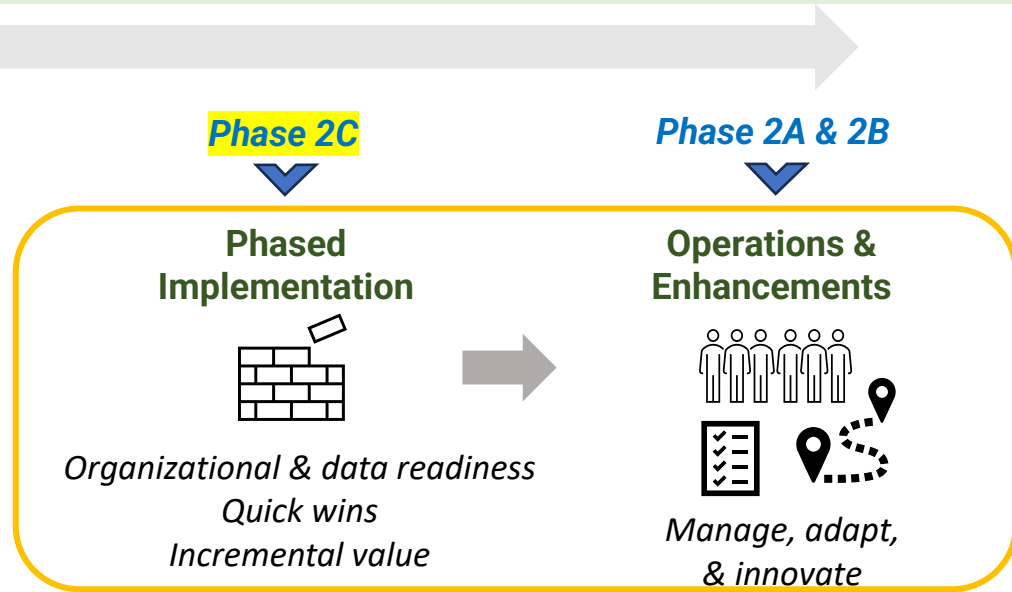 Phase 2C
Phase 2A & 2B
Phased
Implementation
Organizational & data readiness
Quick wins
Incremental value
Operations &
Enhancements
Manage, adapt,
& innovate